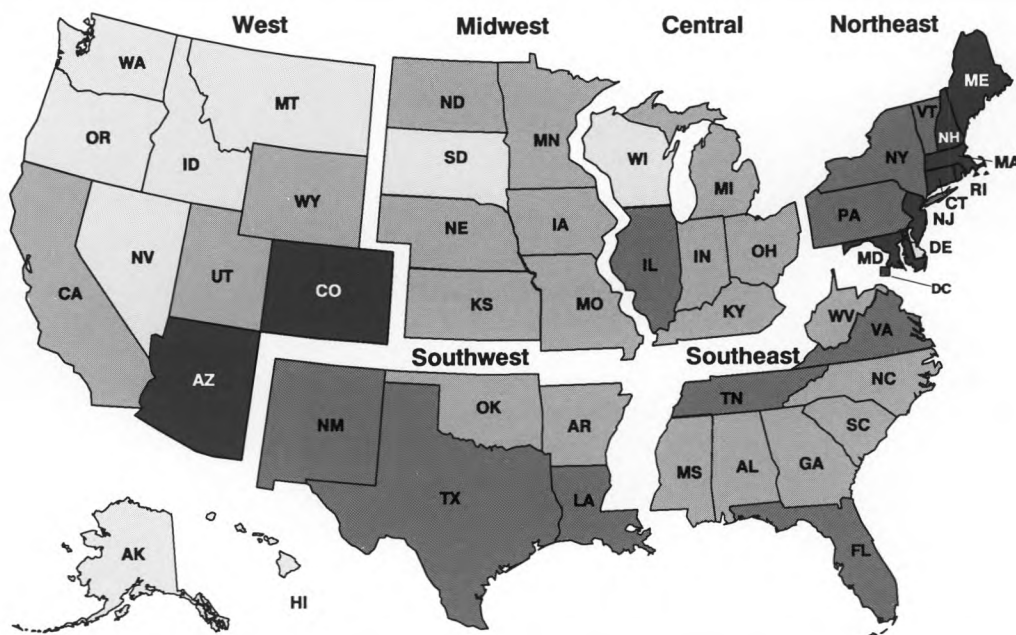 West Midwest Central Northeast
WA
MT
ND
MN
ME
VT
NH
OR
ID
SD
WI
MI
NY
MA
RI
CT
WY
NE
IA
PA
NJ
NV
UT
CO
IL
IN
OH
MD
DE
DC
CA
KS
MO
KY
WV
VA
Southwest Southeast
AZ
NM
OK
AR
TN
NC
SC
TX
LA
MS
AL
GA
FL
AK
HI